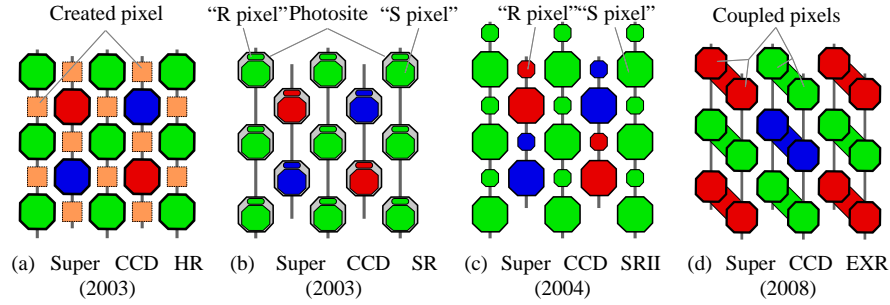 Created pixel
“R pixel” Photosite “S pixel”
“R pixel” “S pixel”
Coupled pixels
(a) Super CCD HR
(2003)
(b) Super CCD SR
(2003)
(c) Super CCD SRII
(2004)
(d) Super CCD EXR
(2008)